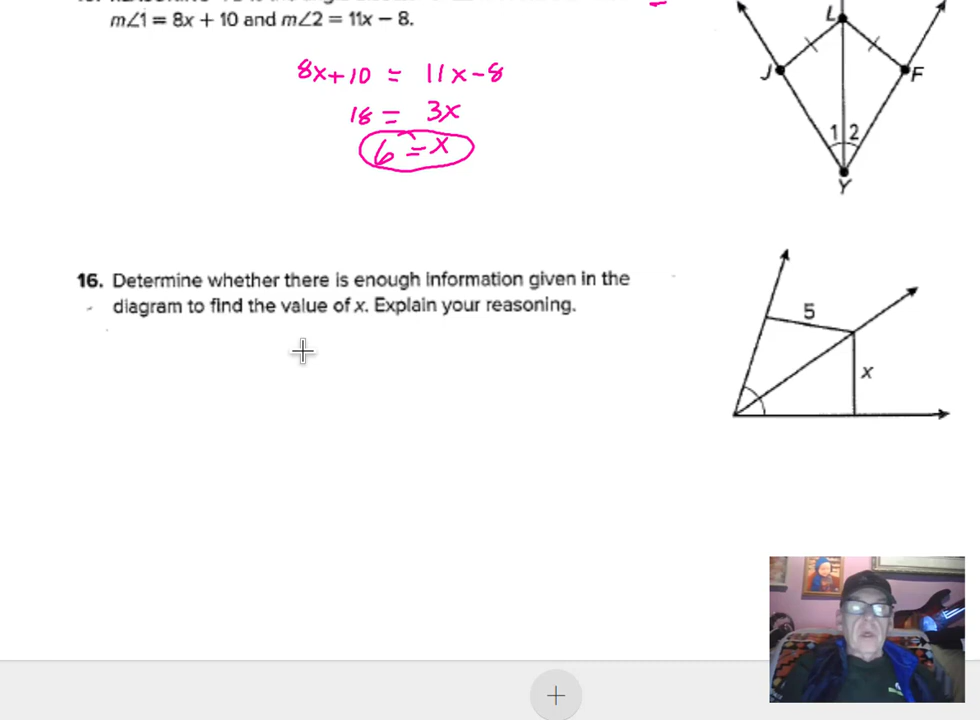 m∠1 = 8x + 10 and m∠2 = 11x − 8.
8x+10 = 11x-8
18 = 3x
6 = x
L
J
F
1 2
Y
16. Determine whether there is enough information given in the
diagram to find the value of x. Explain your reasoning.
5
x